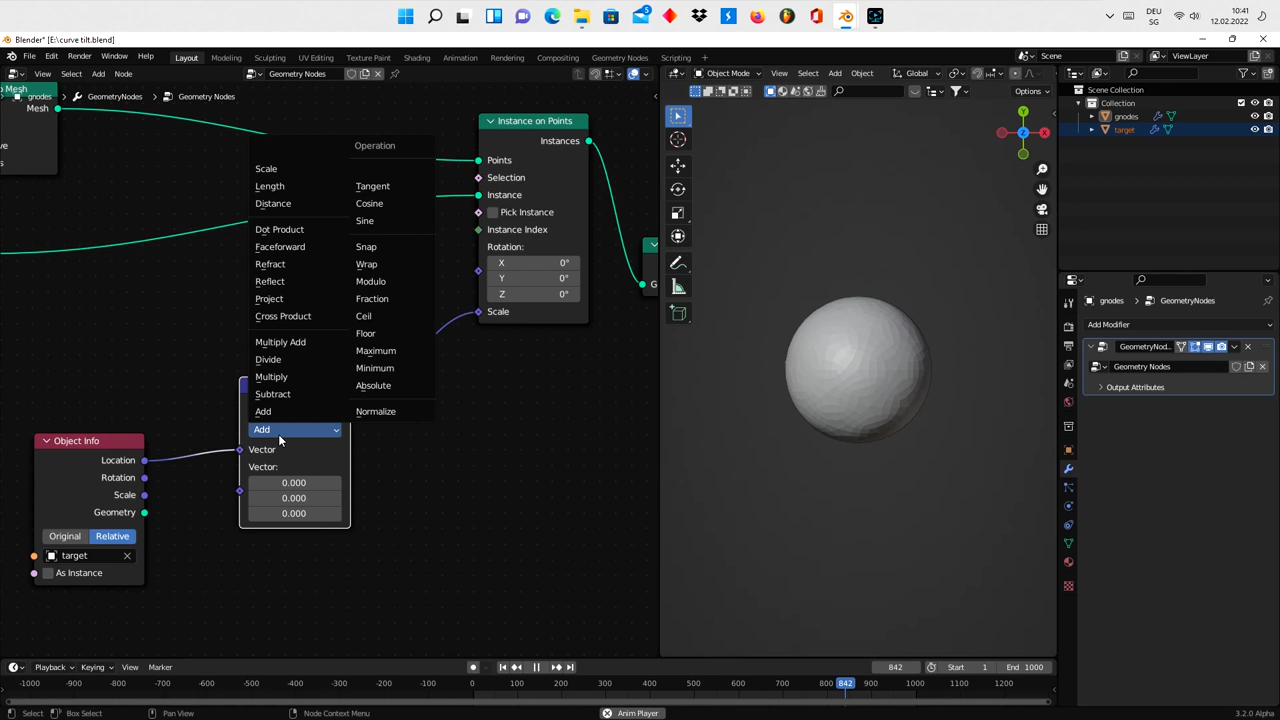 DEU
SG
10:41
12.02.2022
Blender* [E:\curve tilt.blend]
File Edit Render Window Help
Layout Modeling Sculpting UV Editing Texture Paint Shading Animation Rendering Compositing Geometry Nodes Scripting
Scene
ViewLayer
View Select Add Node
Geometry Nodes
Object Mode
View Select Add Object
Global
Options
gnodes
GeometryNodes
Geometry Nodes
Mesh
Mesh
Scene Collection
Collection
gnodes
target
Instance on Points
Instances
Points
Selection
Instance
Pick Instance
Instance Index
Rotation:
X 0°
Y 0°
Z 0°
Scale
Operation
Scale
Length
Distance
Dot Product
Faceforward
Refract
Reflect
Project
Cross Product
Multiply Add
Divide
Multiply
Subtract
Add
Tangent
Cosine
Sine
Snap
Wrap
Modulo
Fraction
Ceil
Floor
Maximum
Minimum
Absolute
Normalize
Add
Vector
Vector:
0.000
0.000
0.000
Object Info
Location
Rotation
Scale
Geometry
Original Relative
target
As Instance
G
gnodes
GeometryNodes
Add Modifier
GeometryNod..
Geometry Nodes
Output Attributes
Playback Keying View Marker
842
Start 1
End 1000
-1000 -900 -800 -700 -600 -500 -400 -300 -200 -100 0 100 200 300 400 500 600 700 800 842 900 1000 1100 1200
Select
Box Select
Pan View
Node Context Menu
Anim Player
3.2.0 Alpha
X
Y
Z